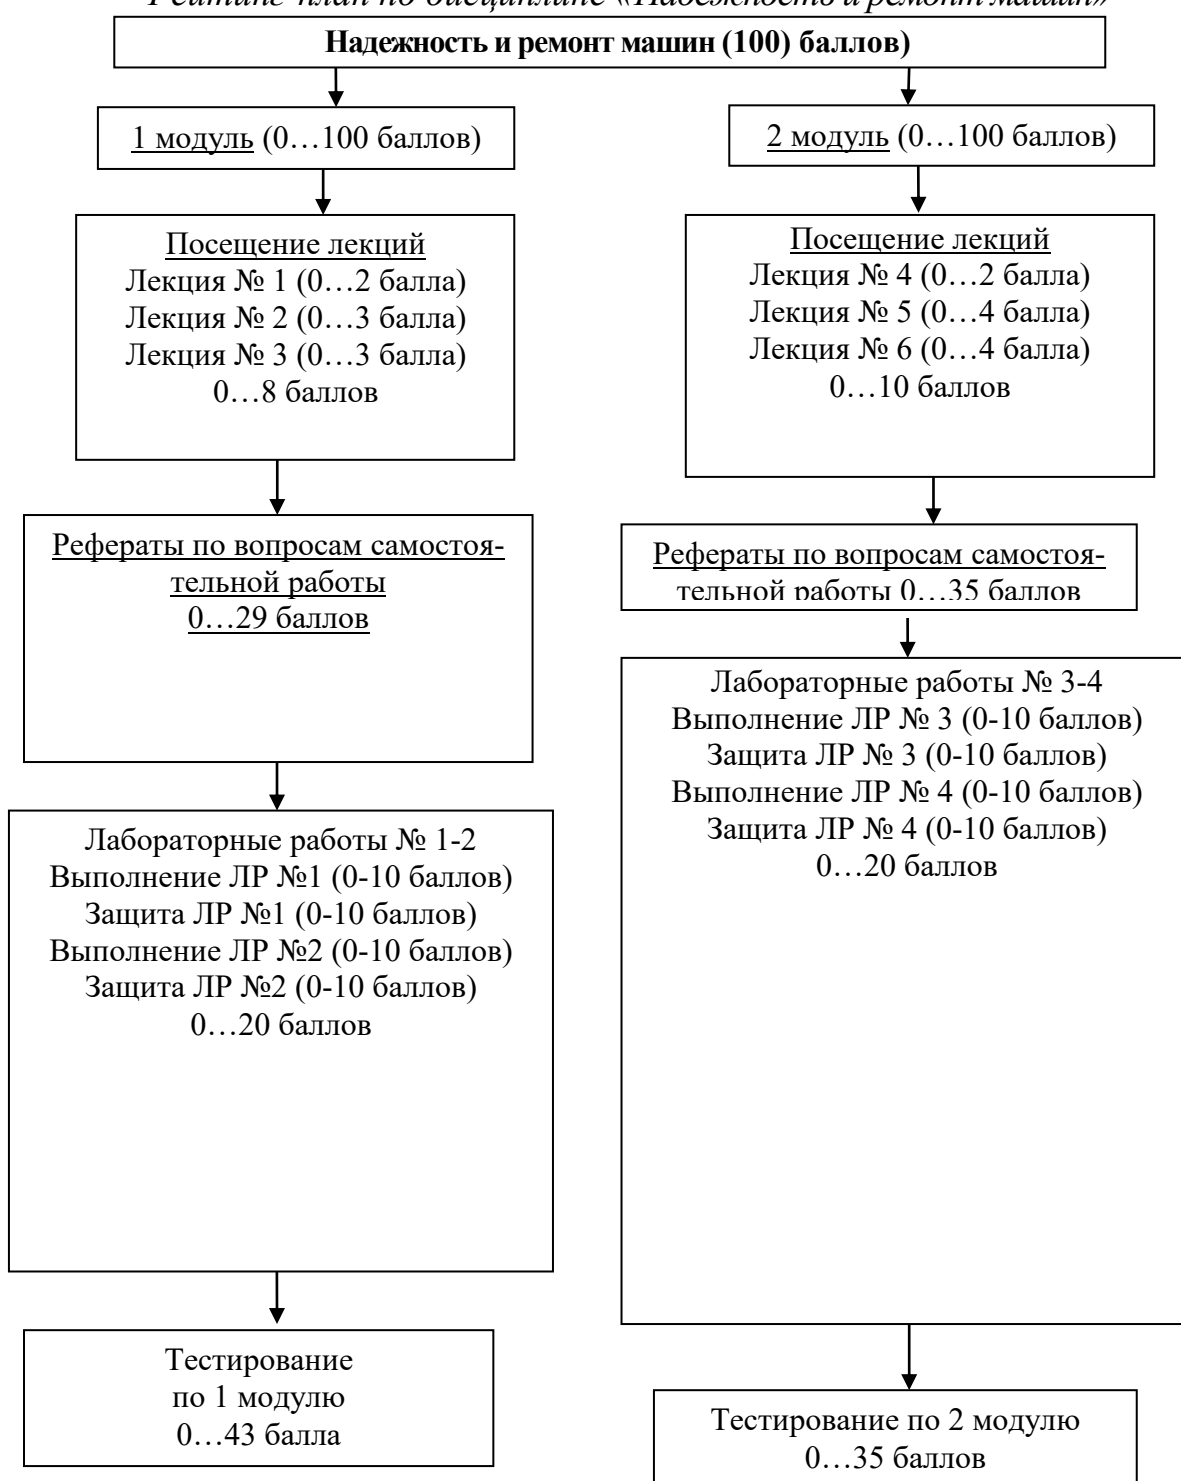 Рейтинг-план по дисциплине «Надежность и ремонт машин»
Надежность и ремонт машин (100) баллов)
1 модуль (0…100 баллов)
Посещение лекций
Лекция № 1 (0…2 балла)
Лекция № 2 (0…3 балла)
Лекция № 3 (0…3 балла)
0…8 баллов
Рефераты по вопросам самостоя-
тельной работы
0…29 баллов
Лабораторные работы № 1-2
Выполнение ЛР №1 (0-10 баллов)
Защита ЛР №1 (0-10 баллов)
Выполнение ЛР №2 (0-10 баллов)
Защита ЛР №2 (0-10 баллов)
0…20 баллов
Тестирование
по 1 модулю
0…43 балла
2 модуль (0…100 баллов)
Посещение лекций
Лекция № 4 (0…2 балла)
Лекция № 5 (0…4 балла)
Лекция № 6 (0…4 балла)
0…10 баллов
Рефераты по вопросам самостоя-
тельной работы 0…35 баллов
Лабораторные работы № 3-4
Выполнение ЛР № 3 (0-10 баллов)
Защита ЛР № 3 (0-10 баллов)
Выполнение ЛР № 4 (0-10 баллов)
Защита ЛР № 4 (0-10 баллов)
0…20 баллов
Тестирование по 2 модулю
0…35 баллов